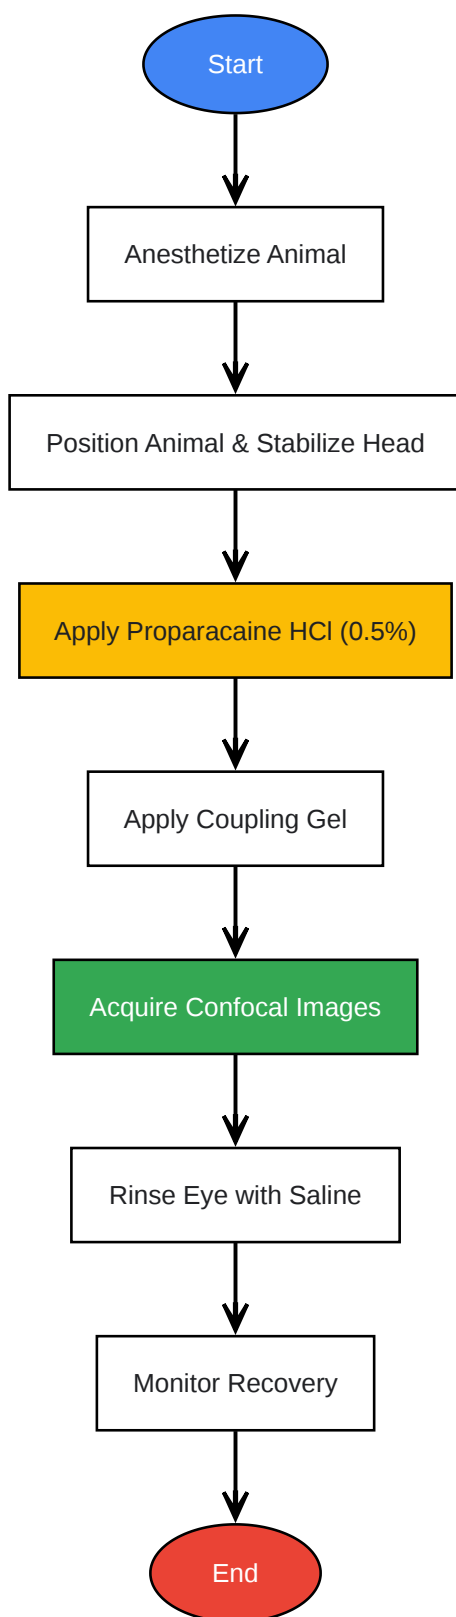 Start
Anesthetize Animal
Position Animal & Stabilize Head
Apply Proparacaine HCl (0.5%)
Apply Coupling Gel
Acquire Confocal Images
Rinse Eye with Saline
Monitor Recovery
End